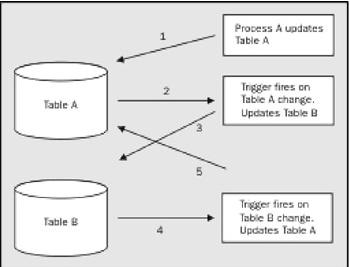 1
Process A updates
Table A
Table A
2
Trigger fires on
Table A change.
Updates Table B
3
5
Table B
4
Trigger fires on
Table B change.
Updates Table A